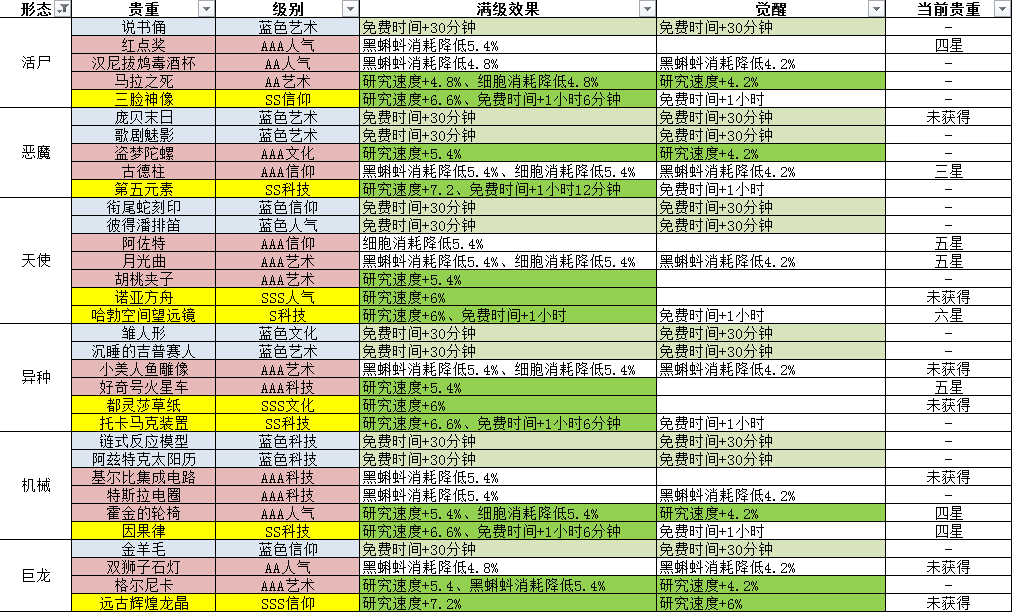 形态 贵重 级别 满级效果 觉醒 当前贵重
活尸
说书俑 蓝色艺术 免费时间+30分钟 免费时间+30分钟 -
红点奖 AAA人气 黑蝌蚪消耗降低5.4% 四星
汉尼拔鸩毒酒杯 AA人气 黑蝌蚪消耗降低4.8% 黑蝌蚪消耗降低4.2% -
马拉之死 AA艺术 研究速度+4.8%、细胞消耗降低4.8% 研究速度+4.2% -
三脸神像 SS信仰 研究速度+6.6%、免费时间+1小时6分钟 免费时间+1小时 -
恶魔
庞贝末日 蓝色艺术 免费时间+30分钟 免费时间+30分钟 未获得
歌剧魅影 蓝色艺术 免费时间+30分钟 免费时间+30分钟 -
盗梦陀螺 AAA文化 研究速度+5.4% 研究速度+4.2% -
古德柱 AAA信仰 黑蝌蚪消耗降低5.4%、细胞消耗降低5.4% 黑蝌蚪消耗降低4.2% 三星
第五元素 SS科技 研究速度+7.2、免费时间+1小时12分钟 免费时间+1小时 -
天使
衔尾蛇刻印 蓝色信仰 免费时间+30分钟 免费时间+30分钟 -
彼得潘排笛 蓝色人气 免费时间+30分钟 免费时间+30分钟 -
阿佐特 AAA信仰 细胞消耗降低5.4% 五星
月光曲 AAA艺术 黑蝌蚪消耗降低5.4%、细胞消耗降低5.4% 黑蝌蚪消耗降低4.2% 五星
胡桃夹子 AAA艺术 研究速度+5.4% -
诺亚方舟 SSS人气 研究速度+6% 未获得
哈勃空间望远镜 S科技 研究速度+6%、免费时间+1小时 免费时间+1小时 六星
异种
雏人形 蓝色文化 免费时间+30分钟 免费时间+30分钟 -
沉睡的吉普赛人 蓝色艺术 免费时间+30分钟 免费时间+30分钟 -
小美人鱼雕像 AAA艺术 黑蝌蚪消耗降低5.4%、细胞消耗降低5.4% 黑蝌蚪消耗降低4.2% 未获得
好奇号火星车 AAA科技 研究速度+5.4% 五星
都灵莎草纸 SSS文化 研究速度+6% 未获得
托卡马克装置 SS科技 研究速度+6.6%、免费时间+1小时6分钟 免费时间+1小时 -
机械
链式反应模型 蓝色科技 免费时间+30分钟 免费时间+30分钟 -
阿兹特克太阳历 蓝色科技 免费时间+30分钟 免费时间+30分钟 -
基尔比集成电路 AAA科技 黑蝌蚪消耗降低5.4% 未获得
特斯拉电圈 AAA科技 黑蝌蚪消耗降低5.4% 黑蝌蚪消耗降低4.2% -
霍金的轮椅 AAA人气 研究速度+5.4%、细胞消耗降低5.4% 研究速度+4.2% 四星
因果律 SS科技 研究速度+6.6%、免费时间+1小时6分钟 免费时间+1小时 四星
巨龙
金羊毛 蓝色信仰 免费时间+30分钟 免费时间+30分钟 -
双狮子石灯 AA人气 黑蝌蚪消耗降低4.8% 黑蝌蚪消耗降低4.2% 未获得
格尔尼卡 AAA艺术 研究速度+5.4、黑蝌蚪消耗降低5.4% 研究速度+4.2% -
远古辉煌龙晶 SSS信仰 研究速度+7.2% 研究速度+6% 未获得